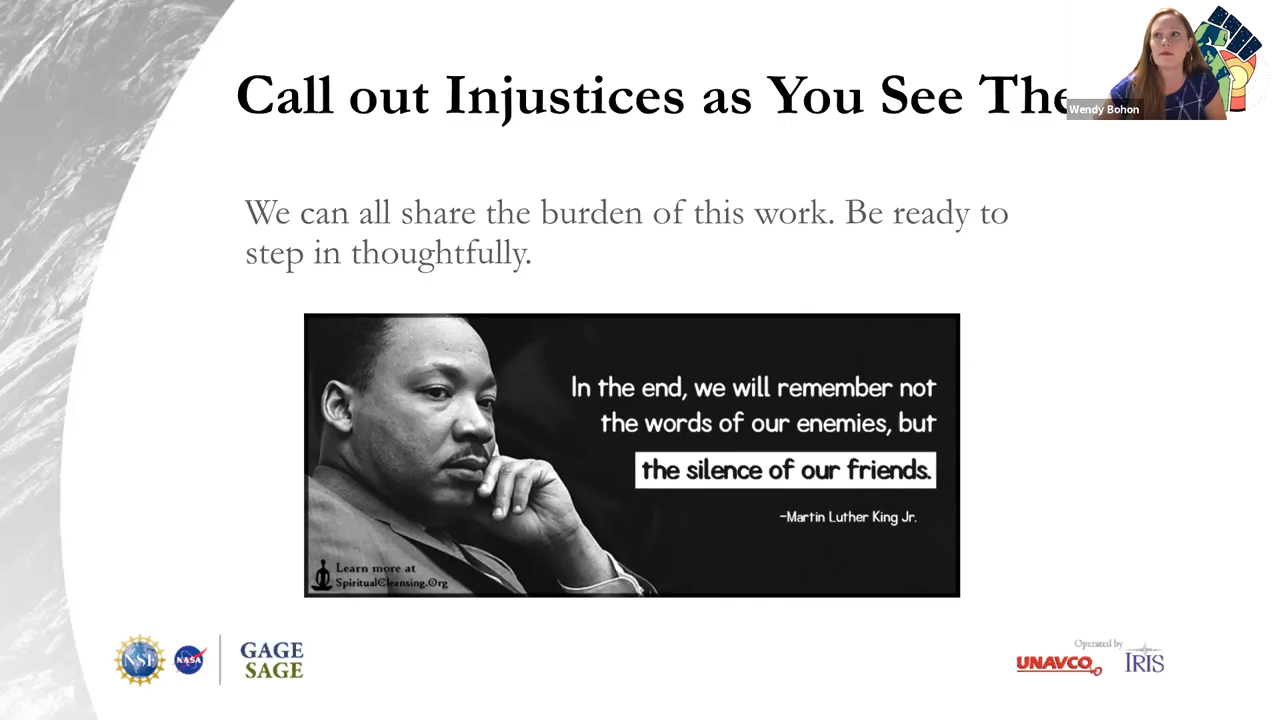 Call out Injustices as You See The
Wendy Bohon
We can all share the burden of this work. Be ready to
step in thoughtfully.
In the end, we will remember not
the words of our enemies, but
the silence of our friends.
–Martin Luther King Jr.
Learn more at
SpiritualCleansing.Org
NSF
NASA
GAGE
SAGE
Operated by
UNAVCO
IRIS